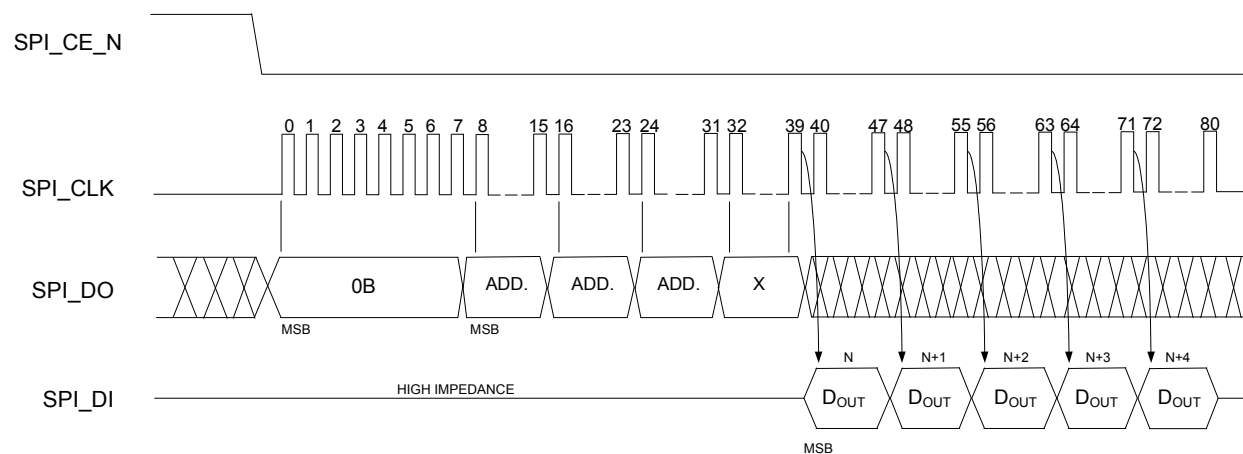 SPI_CE_N
0 1 2 3 4 5 6 7 8 15 16 23 24 31 32 39 40 47 48 55 56 63 64 71 72 80
SPI_CLK
SPI_DO
0B ADD. ADD. ADD. X
MSB MSB
N N+1 N+2 N+3 N+4
SPI_DI
HIGH IMPEDANCE
DOUT DOUT DOUT DOUT DOUT
MSB